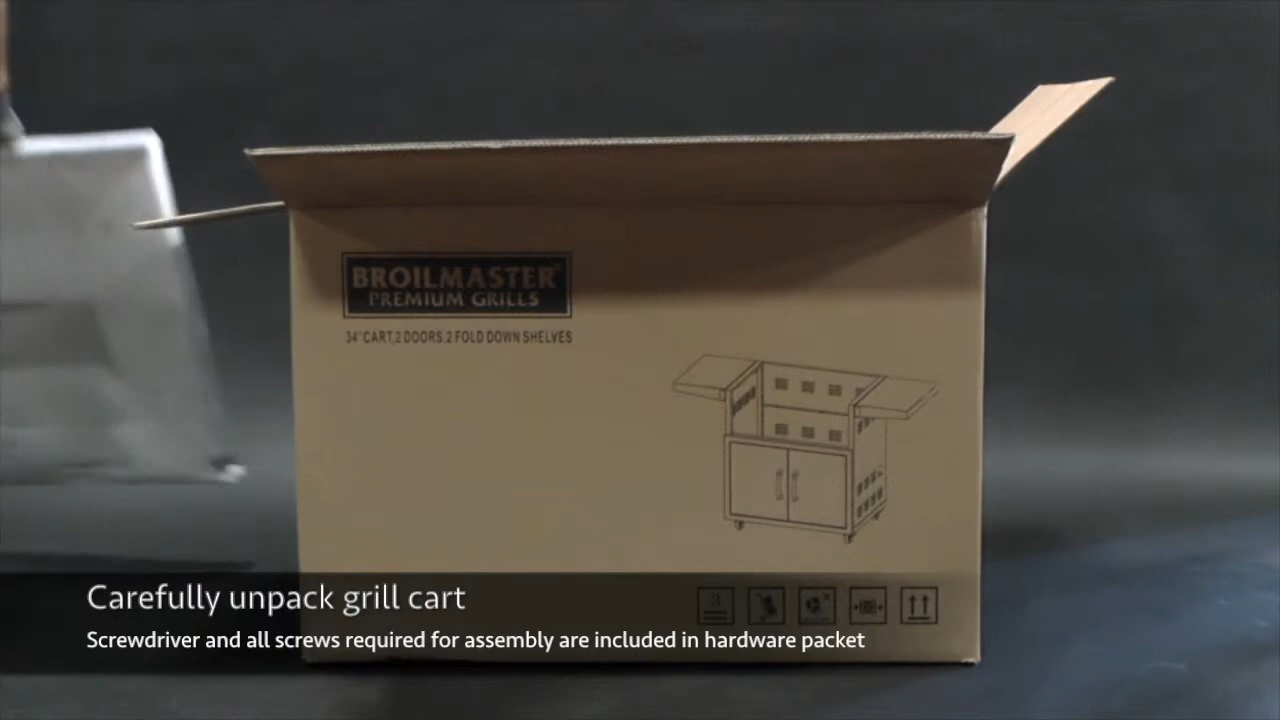 BROILMASTER®
PREMIUM GRILLS
34"CART,2 DOORS.2 FOLD DOWN SHELVES
Carefully unpack grill cart
3
Screwdriver and all screws required for assembly are included in hardware packet